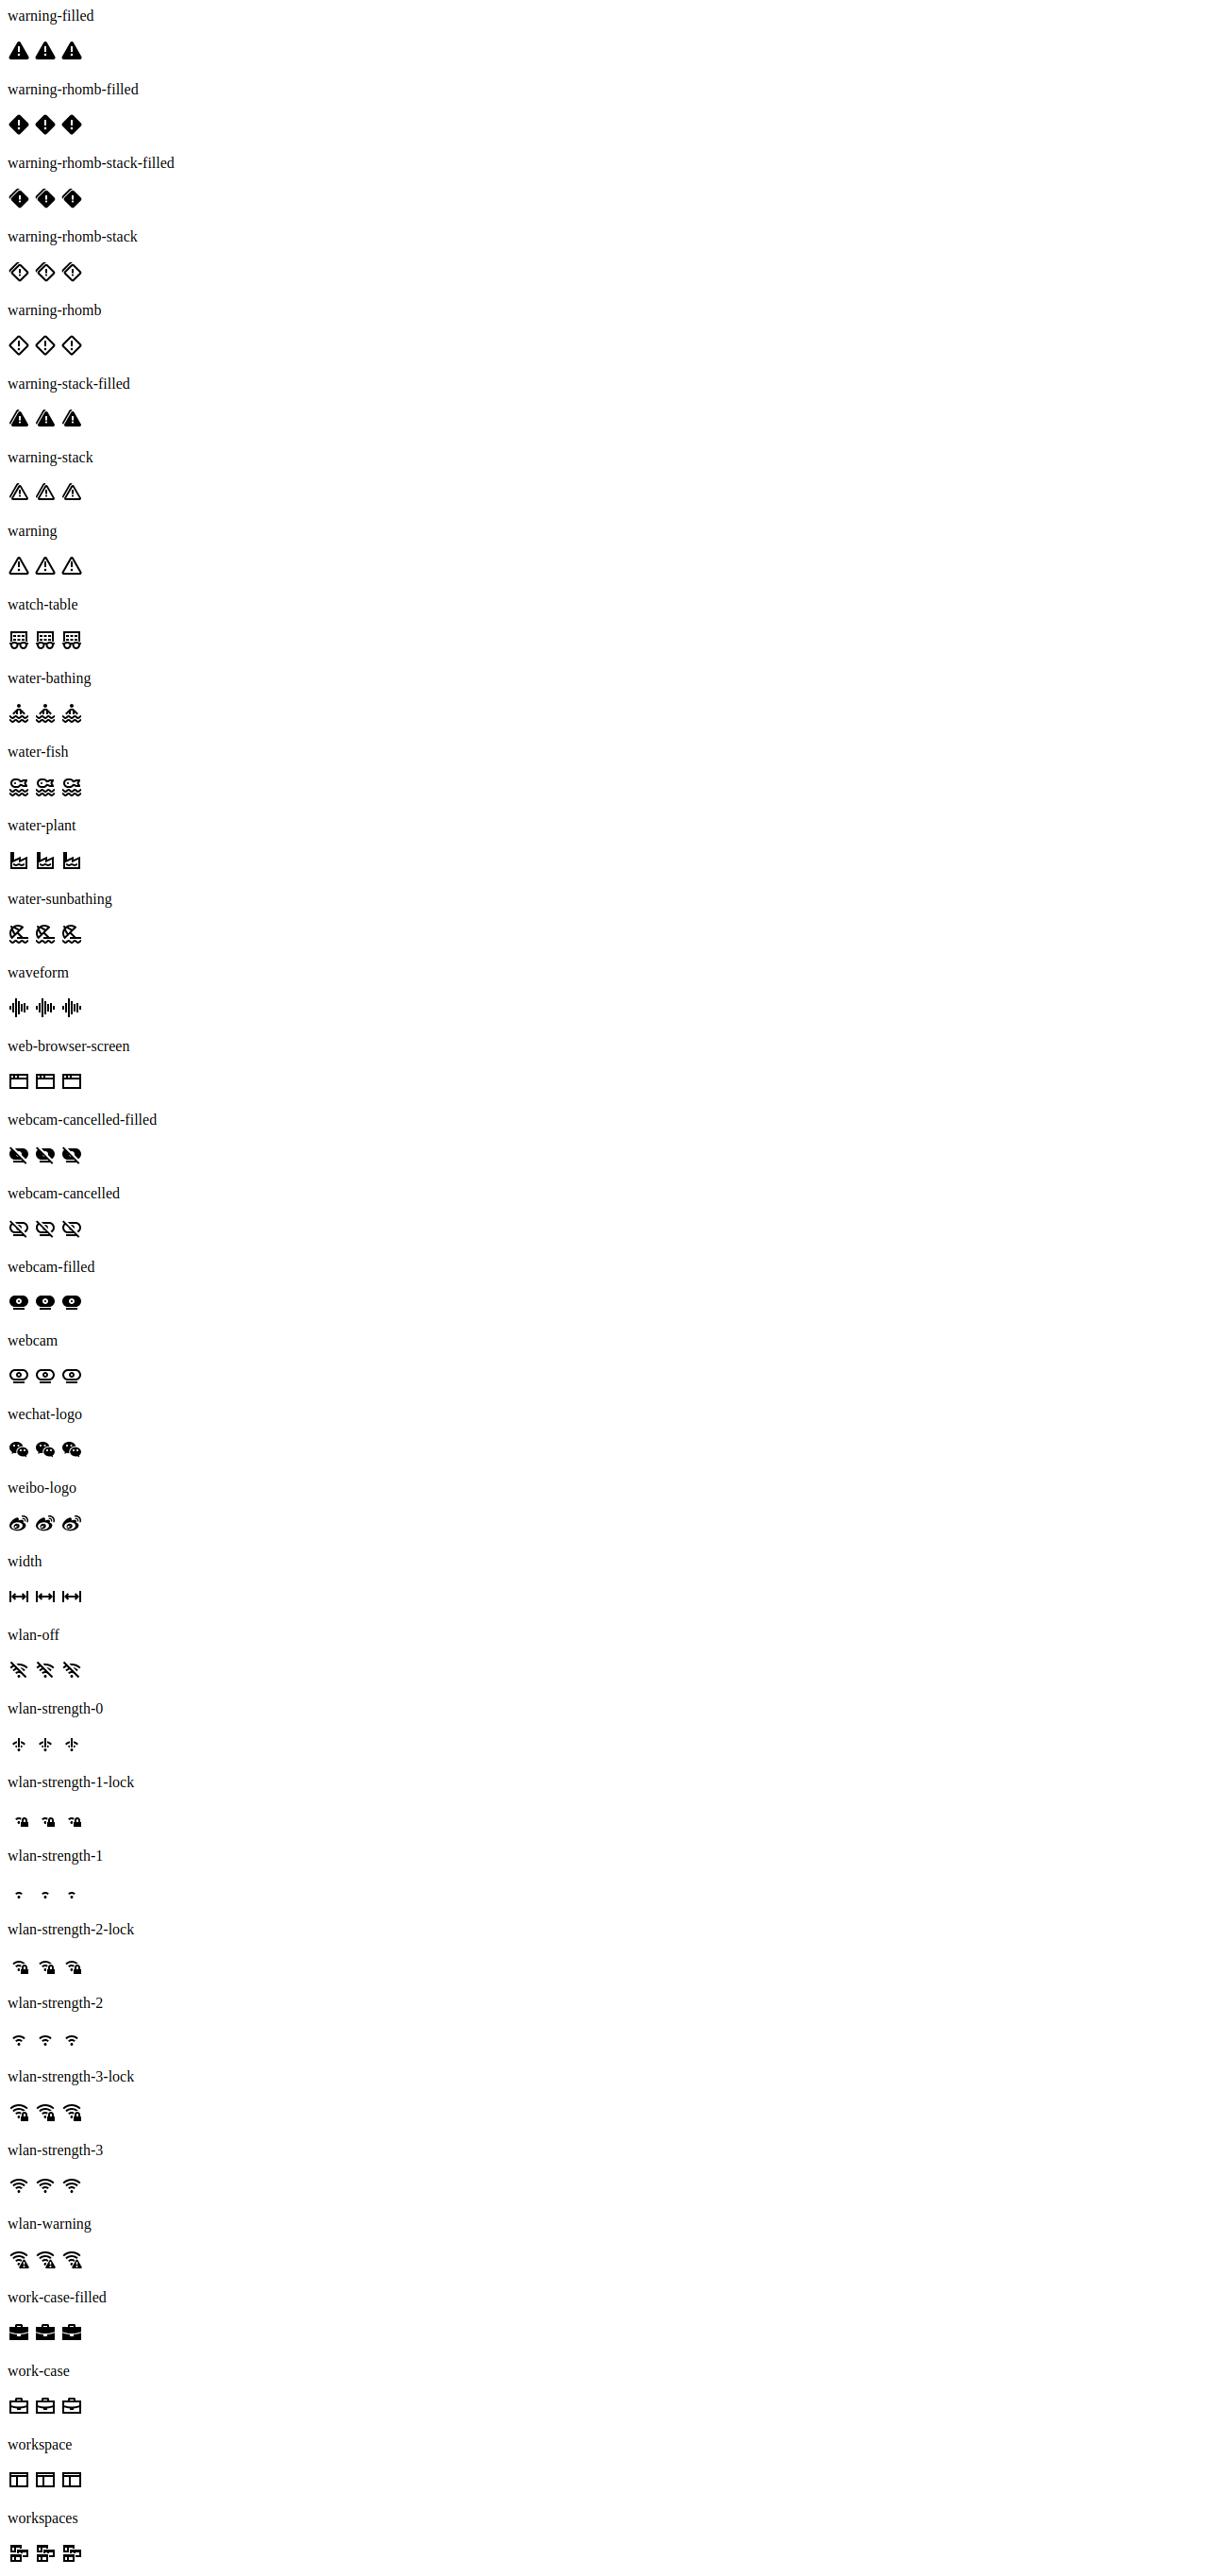 warning-filled
warning-rhomb-filled
warning-rhomb-stack-filled
warning-rhomb-stack
warning-rhomb
warning-stack-filled
warning-stack
warning
watch-table
water-bathing
water-fish
water-plant
water-sunbathing
waveform
web-browser-screen
webcam-cancelled-filled
webcam-cancelled
webcam-filled
webcam
wechat-logo
weibo-logo
width
wlan-off
wlan-strength-0
wlan-strength-1-lock
wlan-strength-1
wlan-strength-2-lock
wlan-strength-2
wlan-strength-3-lock
wlan-strength-3
wlan-warning
work-case-filled
work-case
workspace
workspaces